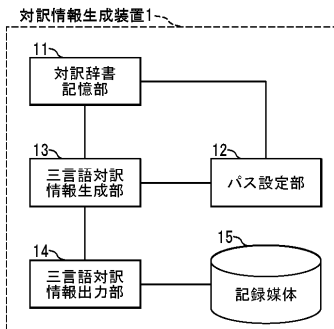 対訳情報生成装置1
11
対訳辞書
記憶部
13
12
三言語対訳
情報生成部
パス設定部
14
15
三言語対訳
情報出力部
記録媒体